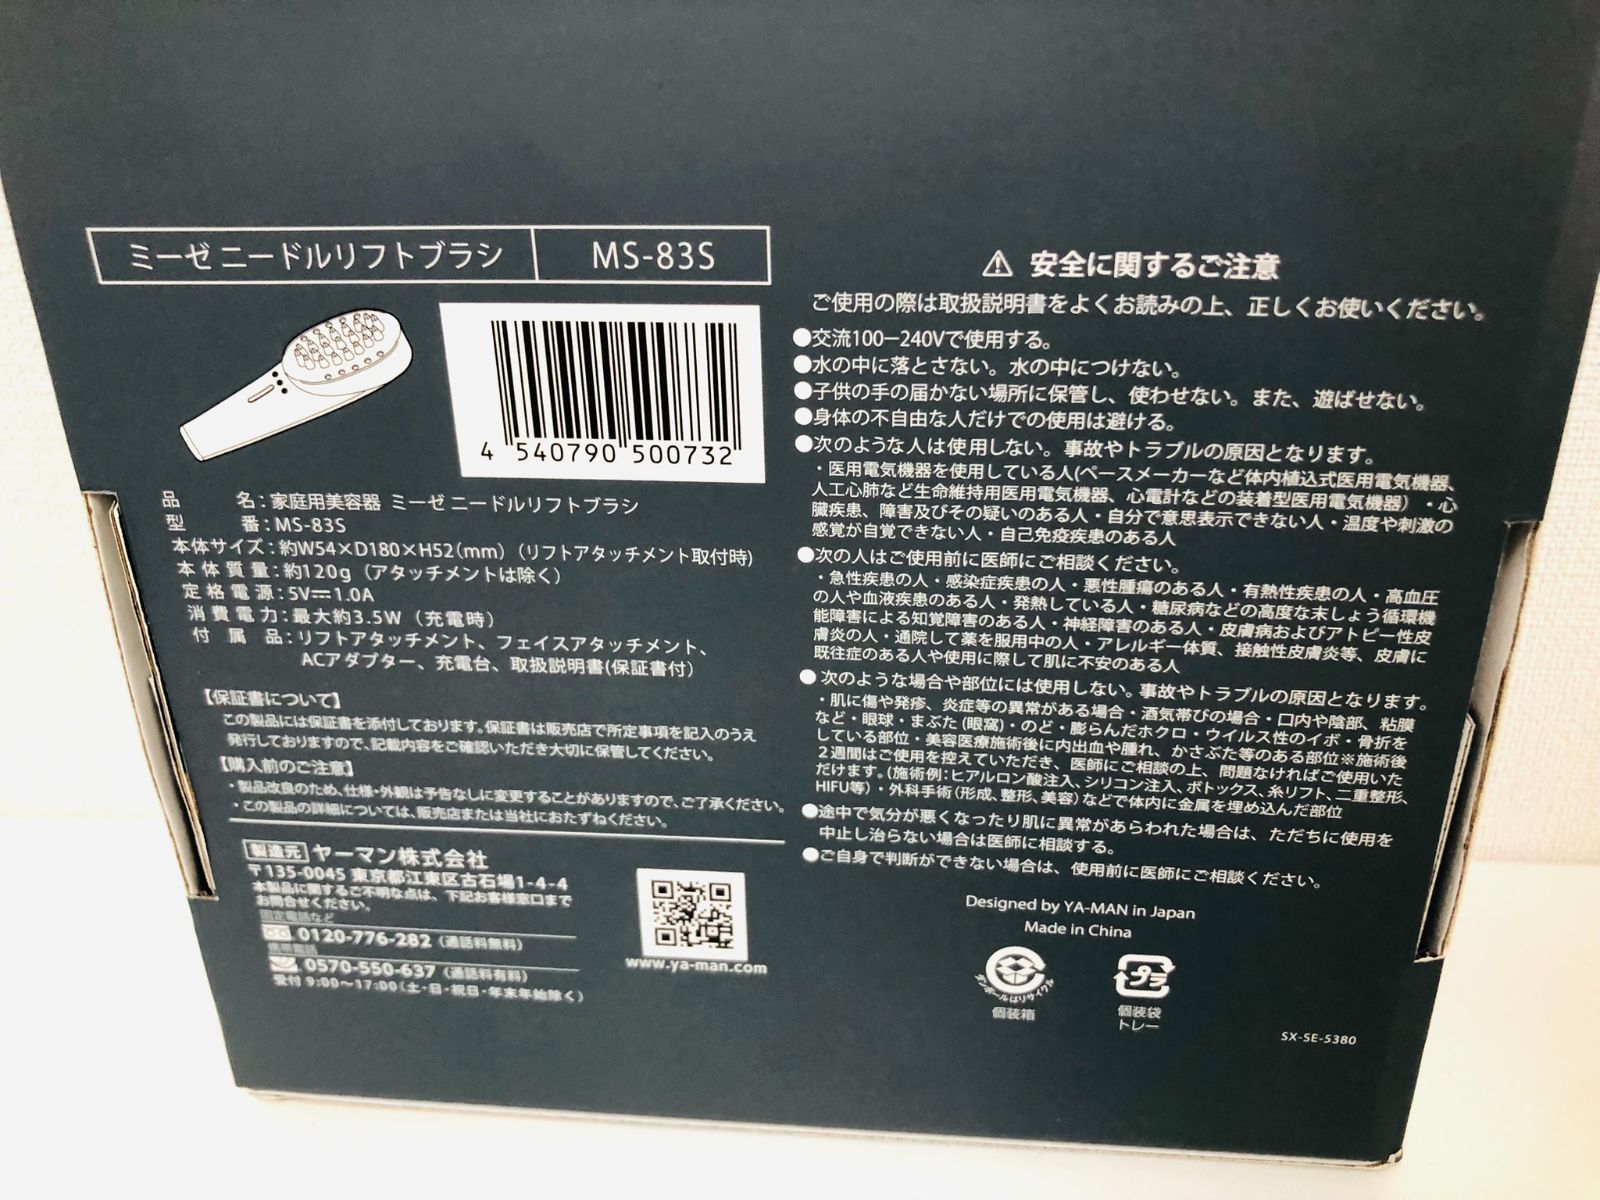 ミーゼ ニードルリフトブラシ MS-83S
4 540790 500732
品名：家庭用美容器 ミーゼ ニードルリフトブラシ
型番：MS-83S
本体サイズ：約W54×D180×H52(mm)（リフトアタッチメント取付時）
本体質量：約120g（アタッチメントは除く）
定格電源：5V⎓1.0A
消費電力：最大約3.5W（充電時）
付属品：リフトアタッチメント、フェイスアタッチメント、
ACアダプター、充電台、取扱説明書(保証書付)
【保証書について】
この製品には保証書を添付しております。保証書は販売店で所定事項を記入のうえ
発行しておりますので、記載内容をご確認いただき大切に保管してください。
【購入前のご注意】
・製品改良のため、仕様・外観は予告なしに変更することがありますので、ご了承ください。
・この製品の詳細については、販売店または当社におたずねください。
製造元 ヤーマン株式会社
〒135-0045 東京都江東区古石場1-4-4
本製品に関するご不明な点は、下記お客様窓口まで
お問合せください。
固定電話など
0120-776-282（通話料無料）
携帯電話
0570-550-637（通話料有料）
受付 9:00～17:00（土・日・祝日・年末年始除く）
www.ya-man.com
⚠ 安全に関するご注意
ご使用の際は取扱説明書をよくお読みの上、正しくお使いください。
●交流100－240Vで使用する。
●水の中に落とさない。水の中につけない。
●子供の手の届かない場所に保管し、使わせない。また、遊ばせない。
●身体の不自由な人だけでの使用は避ける。
●次のような人は使用しない。事故やトラブルの原因となります。
・医用電気機器を使用している人(ペースメーカーなど体内植込式医用電気機器、
人工心肺など生命維持用医用電気機器、心電計などの装着型医用電気機器）・心
臓疾患、障害及びその疑いのある人・自分で意思表示できない人・温度や刺激の
感覚が自覚できない人・自己免疫疾患のある人
●次の人はご使用前に医師にご相談ください。
・急性疾患の人・感染症疾患の人・悪性腫瘍のある人・有熱性疾患の人・高血圧
の人や血液疾患のある人・発熱している人・糖尿病などの高度な末しょう循環機
能障害による知覚障害のある人・神経障害のある人・皮膚病およびアトピー性皮
膚炎の人・通院して薬を服用中の人・アレルギー体質、接触性皮膚炎等、皮膚に
既往症のある人や使用に際して肌に不安のある人
●次のような場合や部位には使用しない。事故やトラブルの原因となります。
・肌に傷や発疹、炎症等の異常がある場合・酒気帯びの場合・口内や陰部、粘膜
など・眼球・まぶた(眼窩)・のど・膨らんだホクロ・ウイルス性のイボ・骨折を
している部位・美容医療施術後に内出血や腫れ、かさぶた等のある部位※施術後
2週間はご使用を控えていただき、医師にご相談の上、問題なければご使用いた
だけます。(施術例：ヒアルロン酸注入、シリコン注入、ボトックス、糸リフト、二重整形、
HIFU等）・外科手術(形成、整形、美容)などで体内に金属を埋め込んだ部位
●途中で気分が悪くなったり肌に異常があらわれた場合は、ただちに使用を
中止し治らない場合は医師に相談する。
●ご自身で判断ができない場合は、使用前に医師にご相談ください。
Designed by YA-MAN in Japan
Made in China
ダンボールはリサイクル
個装箱
プラ
個装袋
トレー
SX-SE-5380